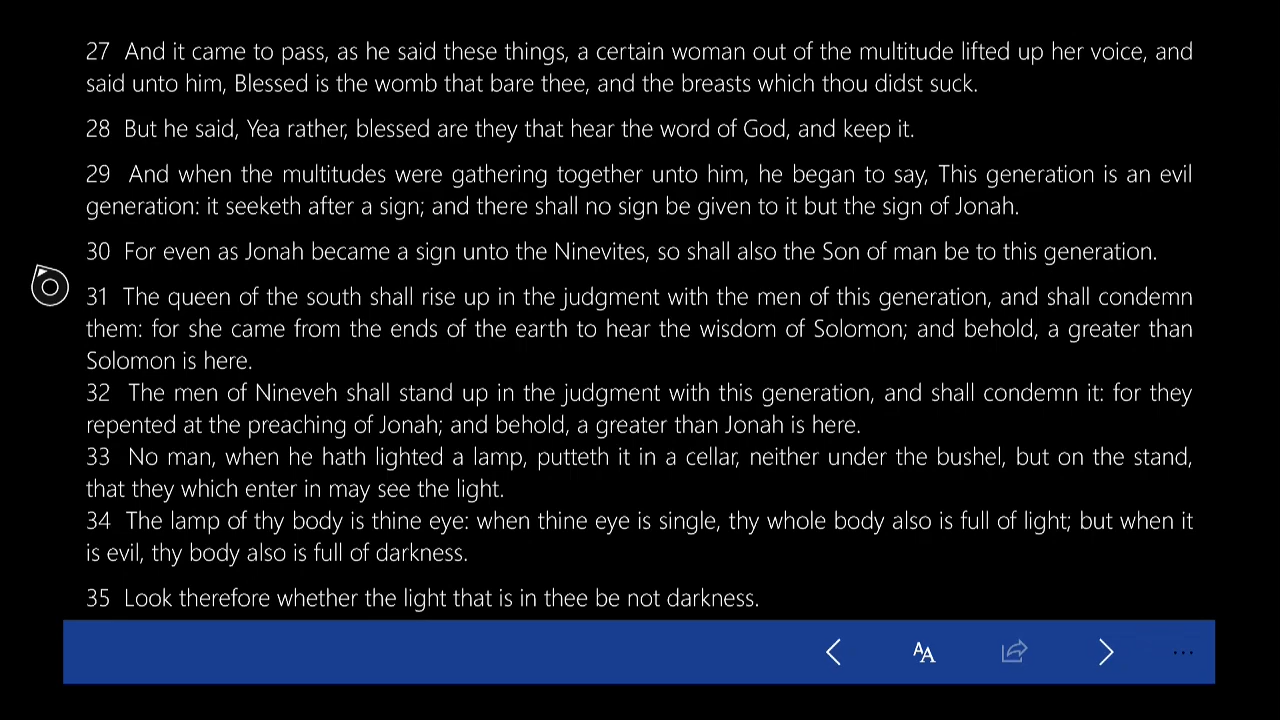 27 And it came to pass, as he said these things, a certain woman out of the multitude lifted up her voice, and
said unto him, Blessed is the womb that bare thee, and the breasts which thou didst suck.
28 But he said, Yea rather, blessed are they that hear the word of God, and keep it.
29 And when the multitudes were gathering together unto him, he began to say, This generation is an evil
generation: it seeketh after a sign; and there shall no sign be given to it but the sign of Jonah.
30 For even as Jonah became a sign unto the Ninevites, so shall also the Son of man be to this generation.
31 The queen of the south shall rise up in the judgment with the men of this generation, and shall condemn
them: for she came from the ends of the earth to hear the wisdom of Solomon; and behold, a greater than
Solomon is here.
32 The men of Nineveh shall stand up in the judgment with this generation, and shall condemn it: for they
repented at the preaching of Jonah; and behold, a greater than Jonah is here.
33 No man, when he hath lighted a lamp, putteth it in a cellar, neither under the bushel, but on the stand,
that they which enter in may see the light.
34 The lamp of thy body is thine eye: when thine eye is single, thy whole body also is full of light; but when it
is evil, thy body also is full of darkness.
35 Look therefore whether the light that is in thee be not darkness.
AA